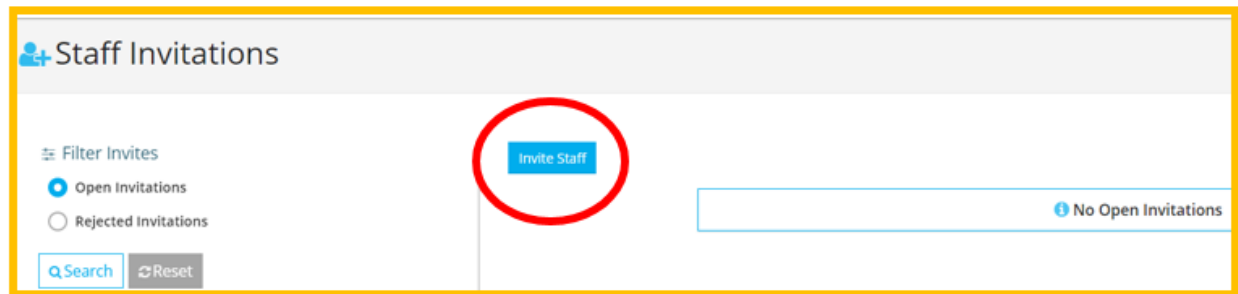 Staff Invitations
Filter Invites
Open Invitations
Rejected Invitations
Search Reset
Invite Staff
No Open Invitations